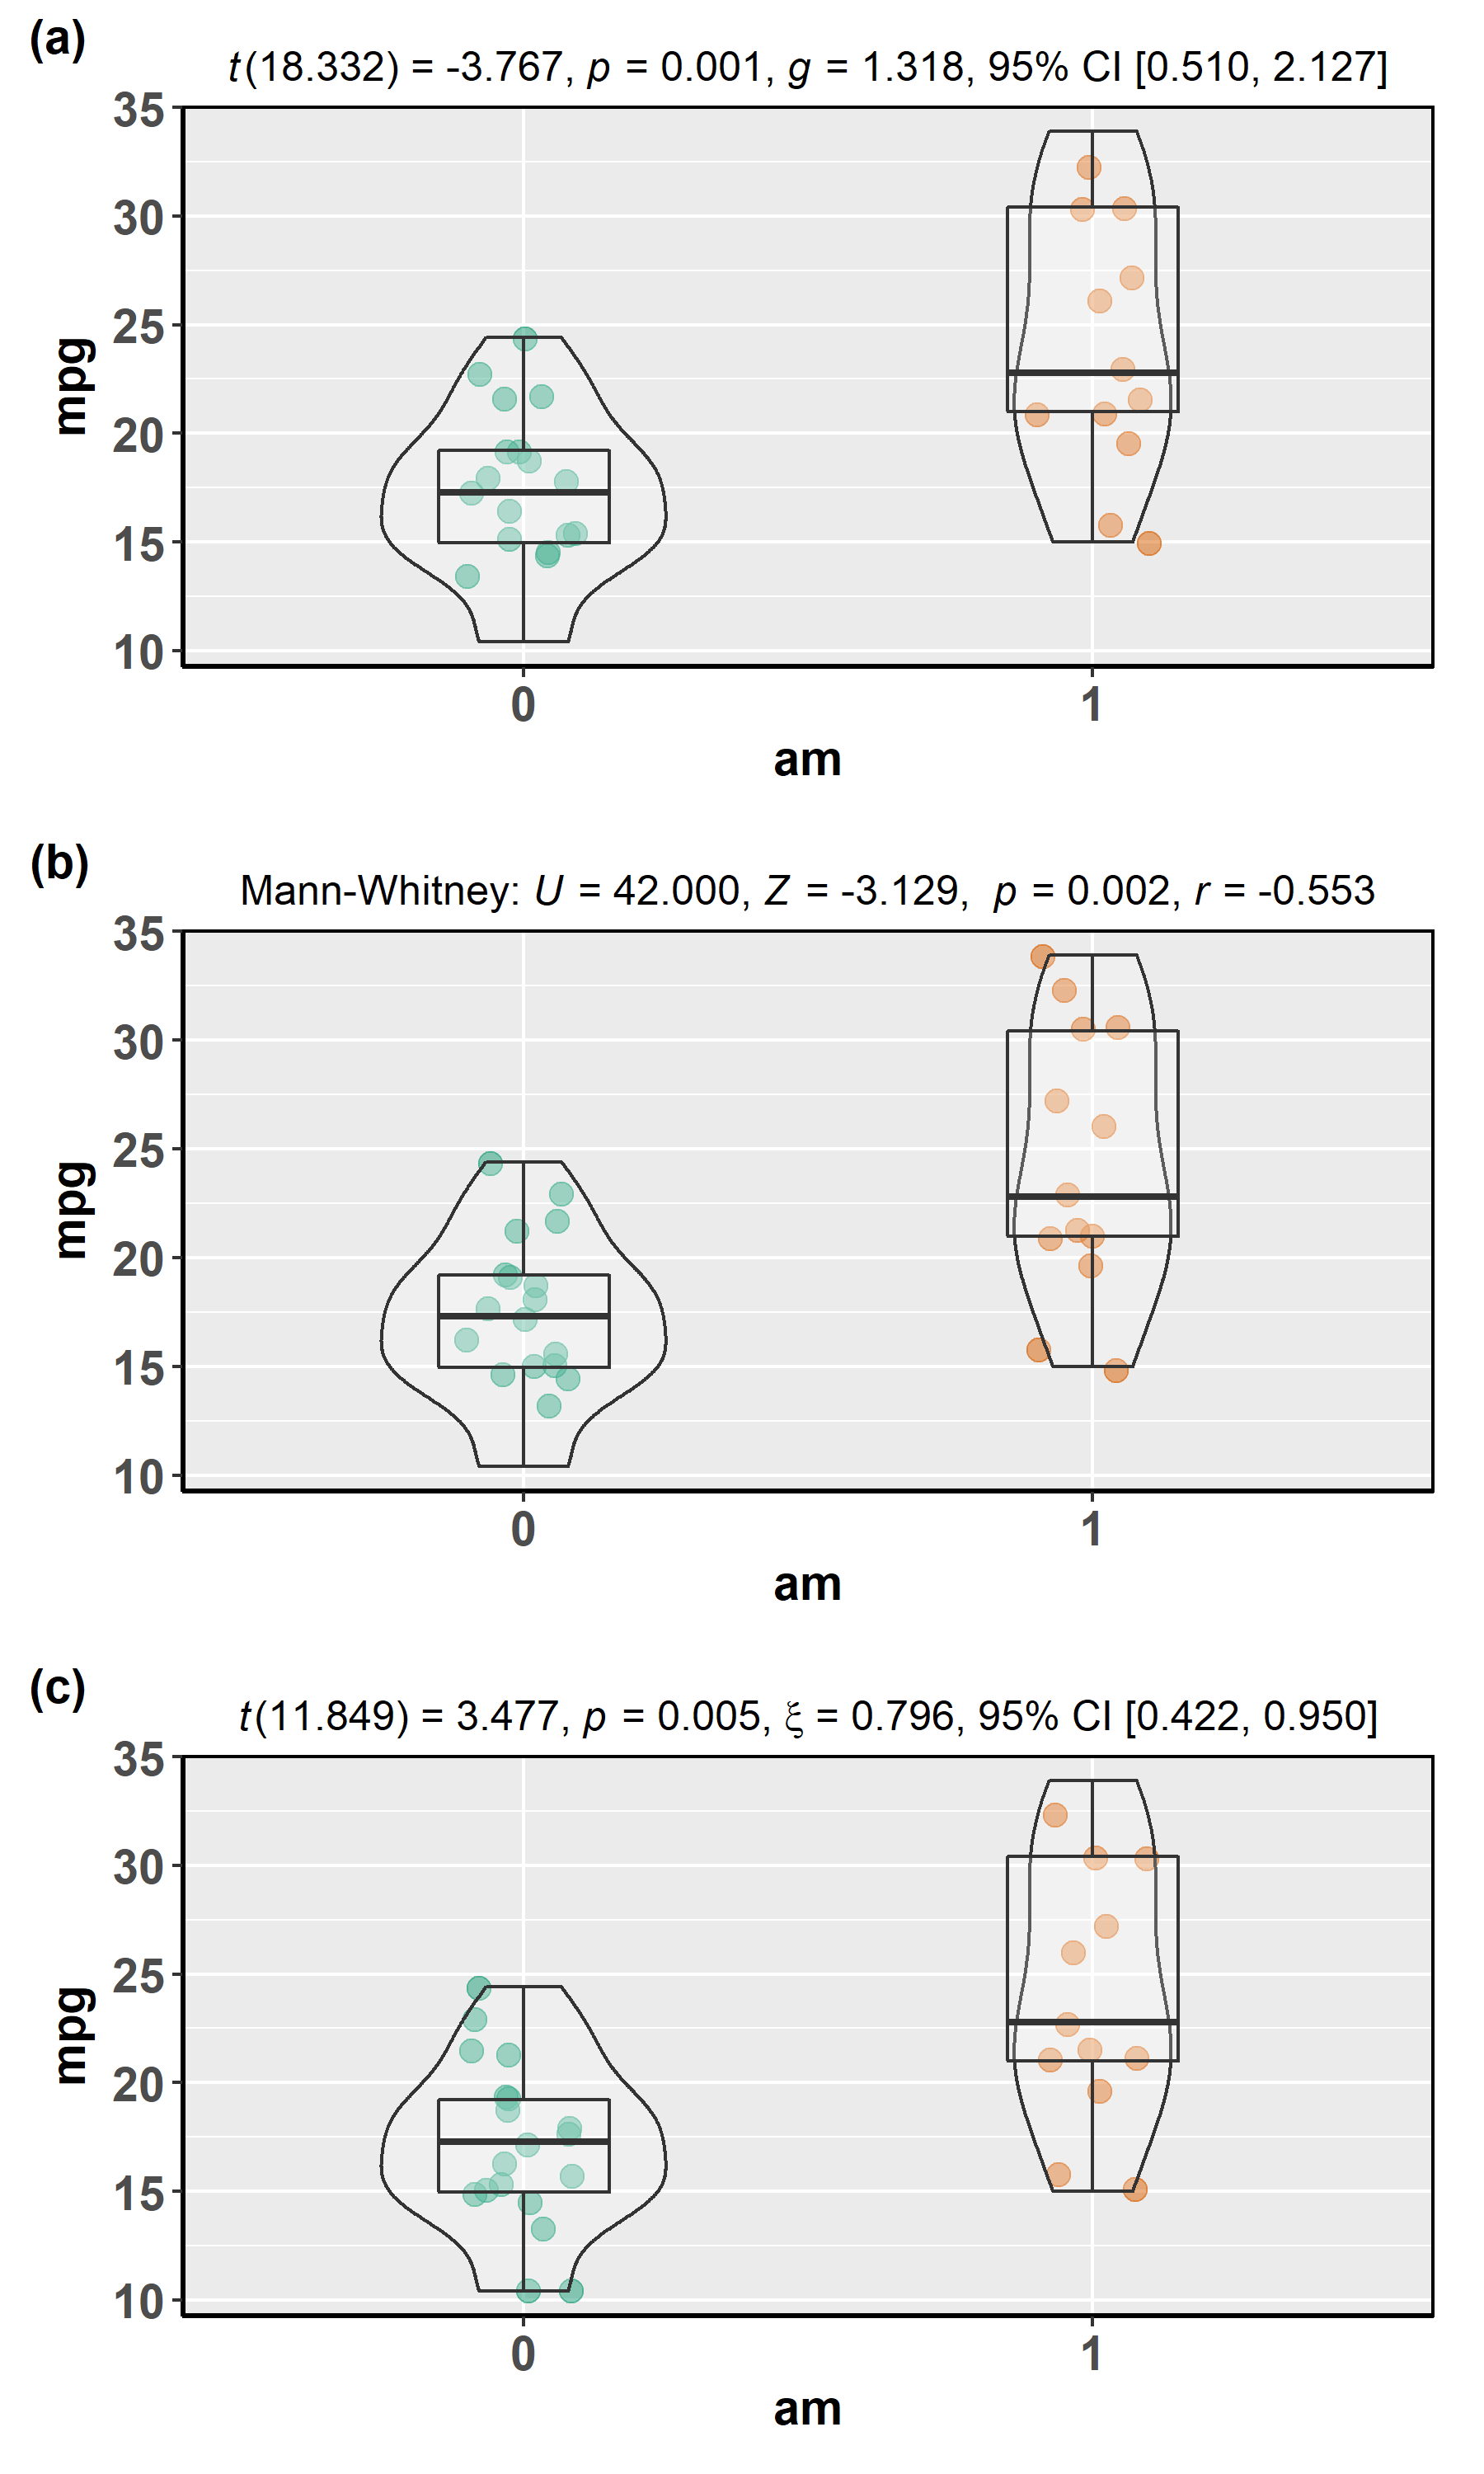 (a)
t(18.332) = -3.767, p = 0.001, g = 1.318, 95% CI [0.510, 2.127]
35
30
25
20
15
10
mpg
0 1
am
(b)
Mann-Whitney: U = 42.000, Z = -3.129, p = 0.002, r = -0.553
35
30
25
20
15
10
mpg
0 1
am
(c)
t(11.849) = 3.477, p = 0.005, ξ = 0.796, 95% CI [0.422, 0.950]
35
30
25
20
15
10
mpg
0 1
am